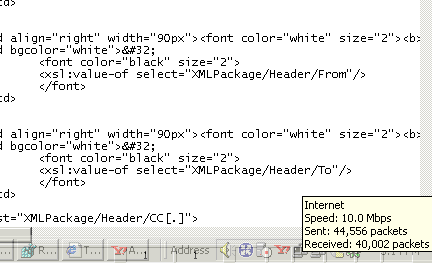 d>
d align="right" width="90px"><font color="white" size="2"><b>
d bgcolor="white">&#32;
<font color="black" size="2">
<xsl:value-of select="XMLPackage/Header/From"/>
</font>
td>
d align="right" width="90px"><font color="white" size="2"><b>
d bgcolor="white">&#32;
<font color="black" size="2">
<xsl:value-of select="XMLPackage/Header/To"/>
</font>
td>
st="XMLPackage/Header/CC[.]">
Internet
Speed: 10.0 Mbps
Sent: 44,556 packets
Received: 40,002 packets
R... T... A... 1 Address 1